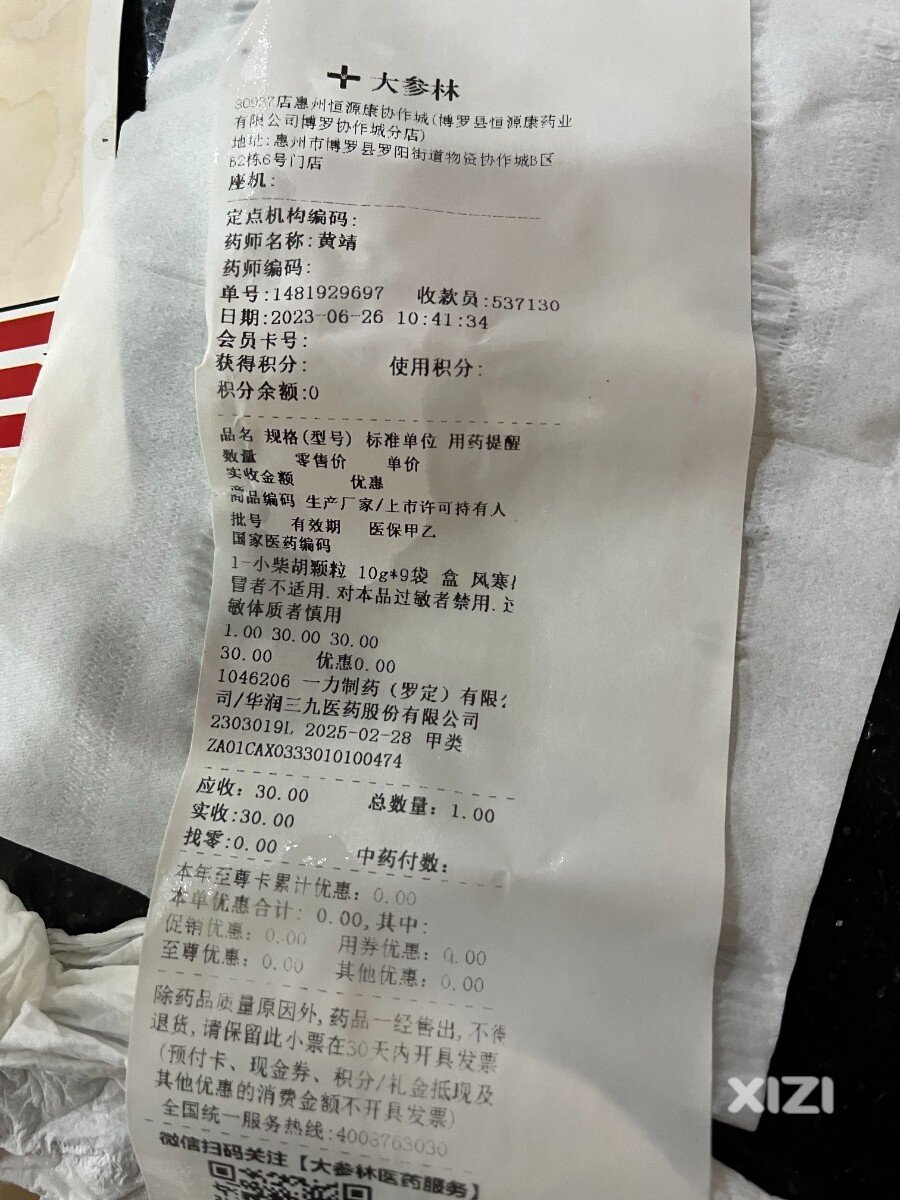 大参林
80937店惠州恒源康协作城(博罗县恒源康药业
有限公司博罗协作城分店)
地址:惠州市博罗县罗阳街道物资协作城B区
B2栋6号门店
座机:
定点机构编码:
药师名称:黄靖
药师编码:
单号:1481929697 收款员:537130
日期:2023-06-26 10:41:34
会员卡号:
获得积分: 使用积分:
积分余额:0
品名 规格(型号) 标准单位 用药提醒
数量 零售价 单价
实收金额 优惠
商品编码 生产厂家/上市许可持有人
批号 有效期 医保甲乙
国家医药编码
1-小柴胡颗粒 10g*9袋 盒 风寒
冒者不适用.对本品过敏者禁用.过
敏体质者慎用
1.00 30.00 30.00
30.00 优惠0.00
1046206 一力制药(罗定)有限公
司/华润三九医药股份有限公司
2303019L 2025-02-28 甲类
ZA01CAX0333010100474
应收: 30.00 总数量: 1.00
实收:30.00
找零:0.00 中药付数:
本年至尊卡累计优惠: 0.00
本单优惠合计: 0.00,其中:
促销优惠: 0.00 用券优惠: 0.00
至尊优惠: 0.00 其他优惠: 0.00
除药品质量原因外,药品一经售出,不得
退货,请保留此小票在30天内开具发票
(预付卡、现金券、积分/礼金抵现及
其他优惠的消费金额不开具发票)
全国统一服务热线:4008763030
微信扫码关注【大参林医药服务】
XIZI